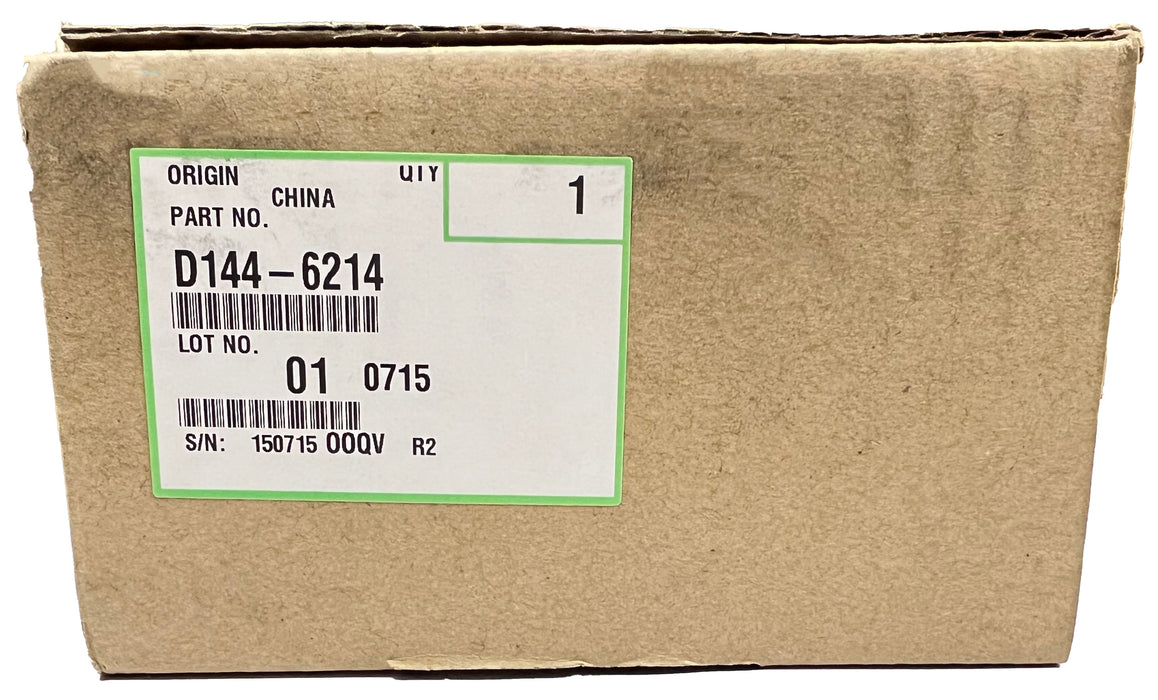 ORIGIN QTY 1
CHINA
PART NO.
D144-6214
LOT NO.
01 0715
S/N: 150715 00QV R2